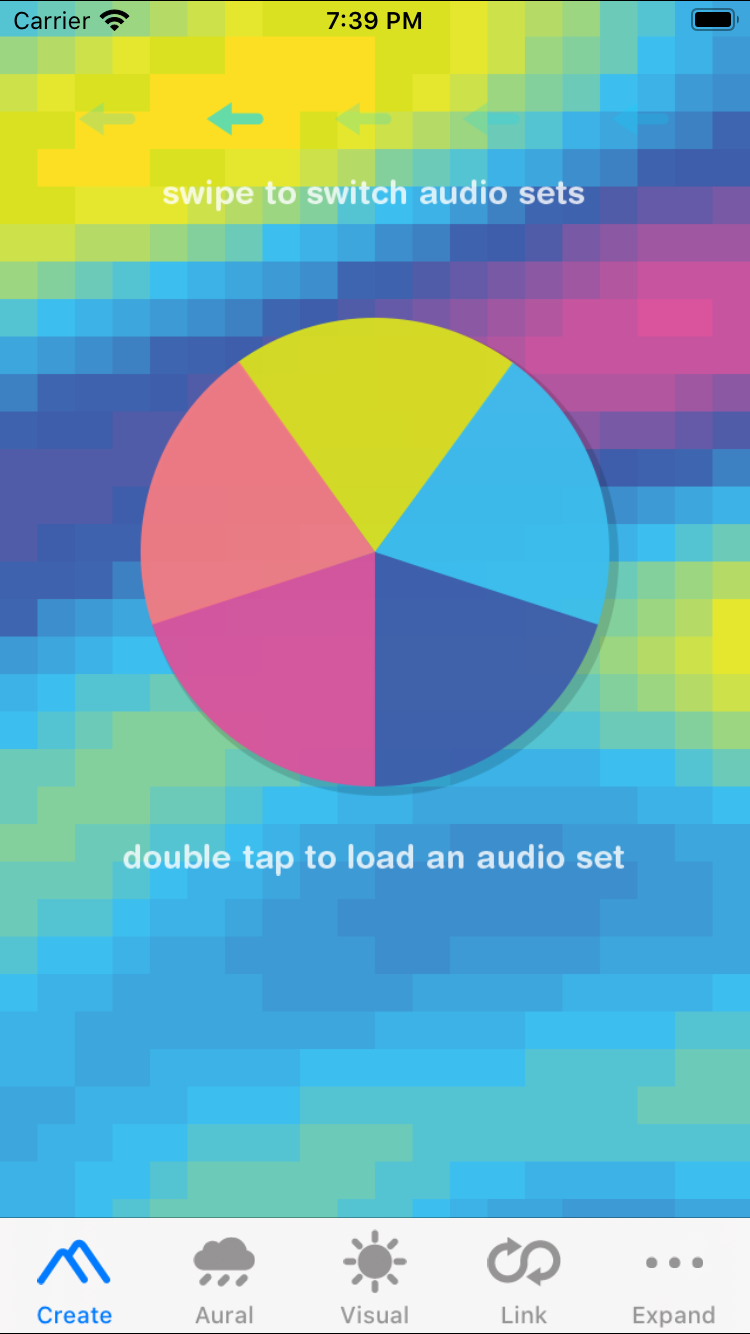 Carrier 7:39 PM
swipe to switch audio sets
double tap to load an audio set
Create Aural Visual Link Expand